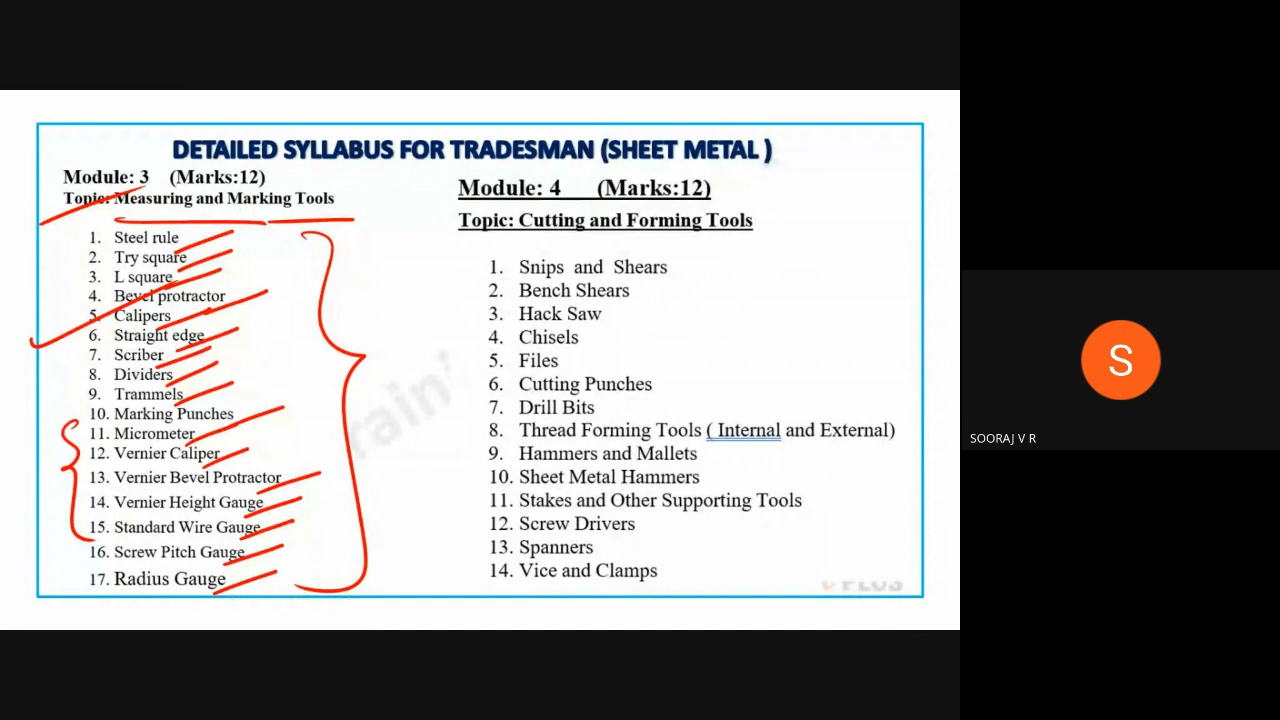 DETAILED SYLLABUS FOR TRADESMAN (SHEET METAL )
Module: 3 (Marks:12)
Topic: Measuring and Marking Tools
1. Steel rule
2. Try square
3. L square
4. Bevel protractor
5. Calipers
6. Straight edge
7. Scriber
8. Dividers
9. Trammels
10. Marking Punches
11. Micrometer
12. Vernier Caliper
13. Vernier Bevel Protractor
14. Vernier Height Gauge
15. Standard Wire Gauge
16. Screw Pitch Gauge
17. Radius Gauge
Module: 4 (Marks:12)
Topic: Cutting and Forming Tools
1. Snips and Shears
2. Bench Shears
3. Hack Saw
4. Chisels
5. Files
6. Cutting Punches
7. Drill Bits
8. Thread Forming Tools ( Internal and External)
9. Hammers and Mallets
10. Sheet Metal Hammers
11. Stakes and Other Supporting Tools
12. Screw Drivers
13. Spanners
14. Vice and Clamps
S
SOORAJ V R